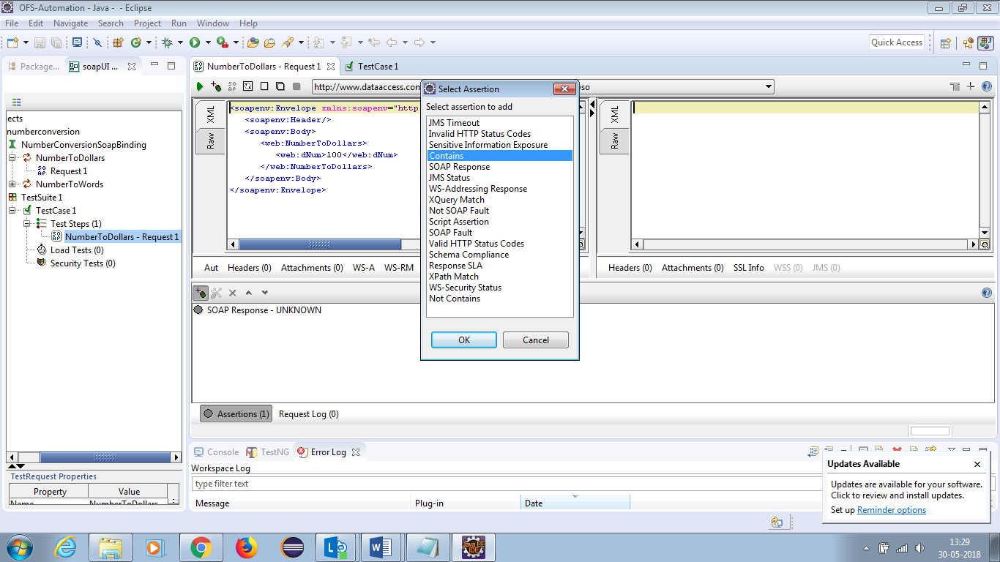 OFS-Automation - Java - - Eclipse
File Edit Navigate Search Project Run Window Help
Quick Access
Package...
soapUI ...
NumberToDollars - Request 1
TestCase 1
http://www.dataaccess.com
vso
ects
numberconversion
NumberConversionSoapBinding
NumberToDollars
Request 1
NumberToWords
TestSuite 1
TestCase 1
Test Steps (1)
NumberToDollars - Request 1
Load Tests (0)
Security Tests (0)
TestRequest Properties
Property Value
Name NumberToDollars
XML
Raw
<soapenv:Envelope xmlns:soapenv="http
<soapenv:Header/>
<soapenv:Body>
<web:NumberToDollars>
<web:dNum>100</web:dNum>
</web:NumberToDollars>
</soapenv:Body>
</soapenv:Envelope>
Aut Headers (0) Attachments (0) WS-A WS-RM
XML
Raw
Headers (0) Attachments (0) SSL Info WSS (0) JMS (0)
Select Assertion
Select assertion to add
JMS Timeout
Invalid HTTP Status Codes
Sensitive Information Exposure
Contains
SOAP Response
JMS Status
WS-Addressing Response
XQuery Match
Not SOAP Fault
Script Assertion
SOAP Fault
Valid HTTP Status Codes
Schema Compliance
Response SLA
XPath Match
WS-Security Status
Not Contains
OK Cancel
SOAP Response - UNKNOWN
Assertions (1) Request Log (0)
Console TestNG Error Log
Workspace Log
type filter text
Message Plug-in Date
Updates Available
Updates are available for your software.
Click to review and install updates.
Set up Reminder options
Java EE
IDE
13:29
30-05-2018